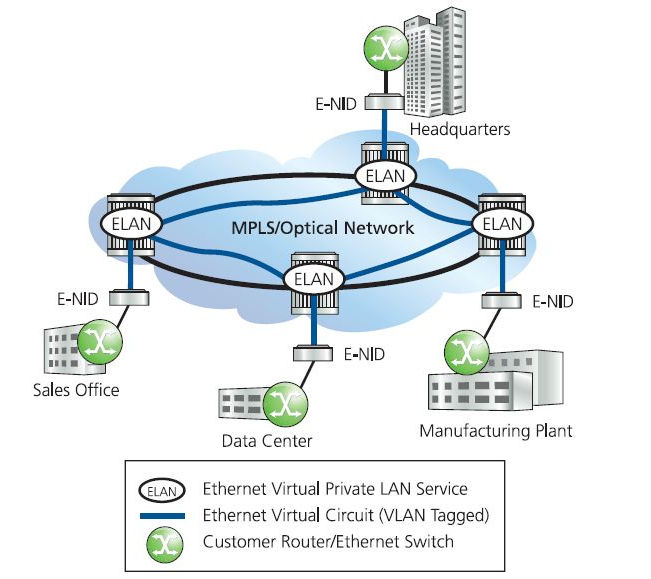 E-NID
Headquarters
ELAN
ELAN
MPLS/Optical Network
ELAN
ELAN
E-NID
E-NID
E-NID
Sales Office
Data Center
Manufacturing Plant
ELAN Ethernet Virtual Private LAN Service
Ethernet Virtual Circuit (VLAN Tagged)
Customer Router/Ethernet Switch